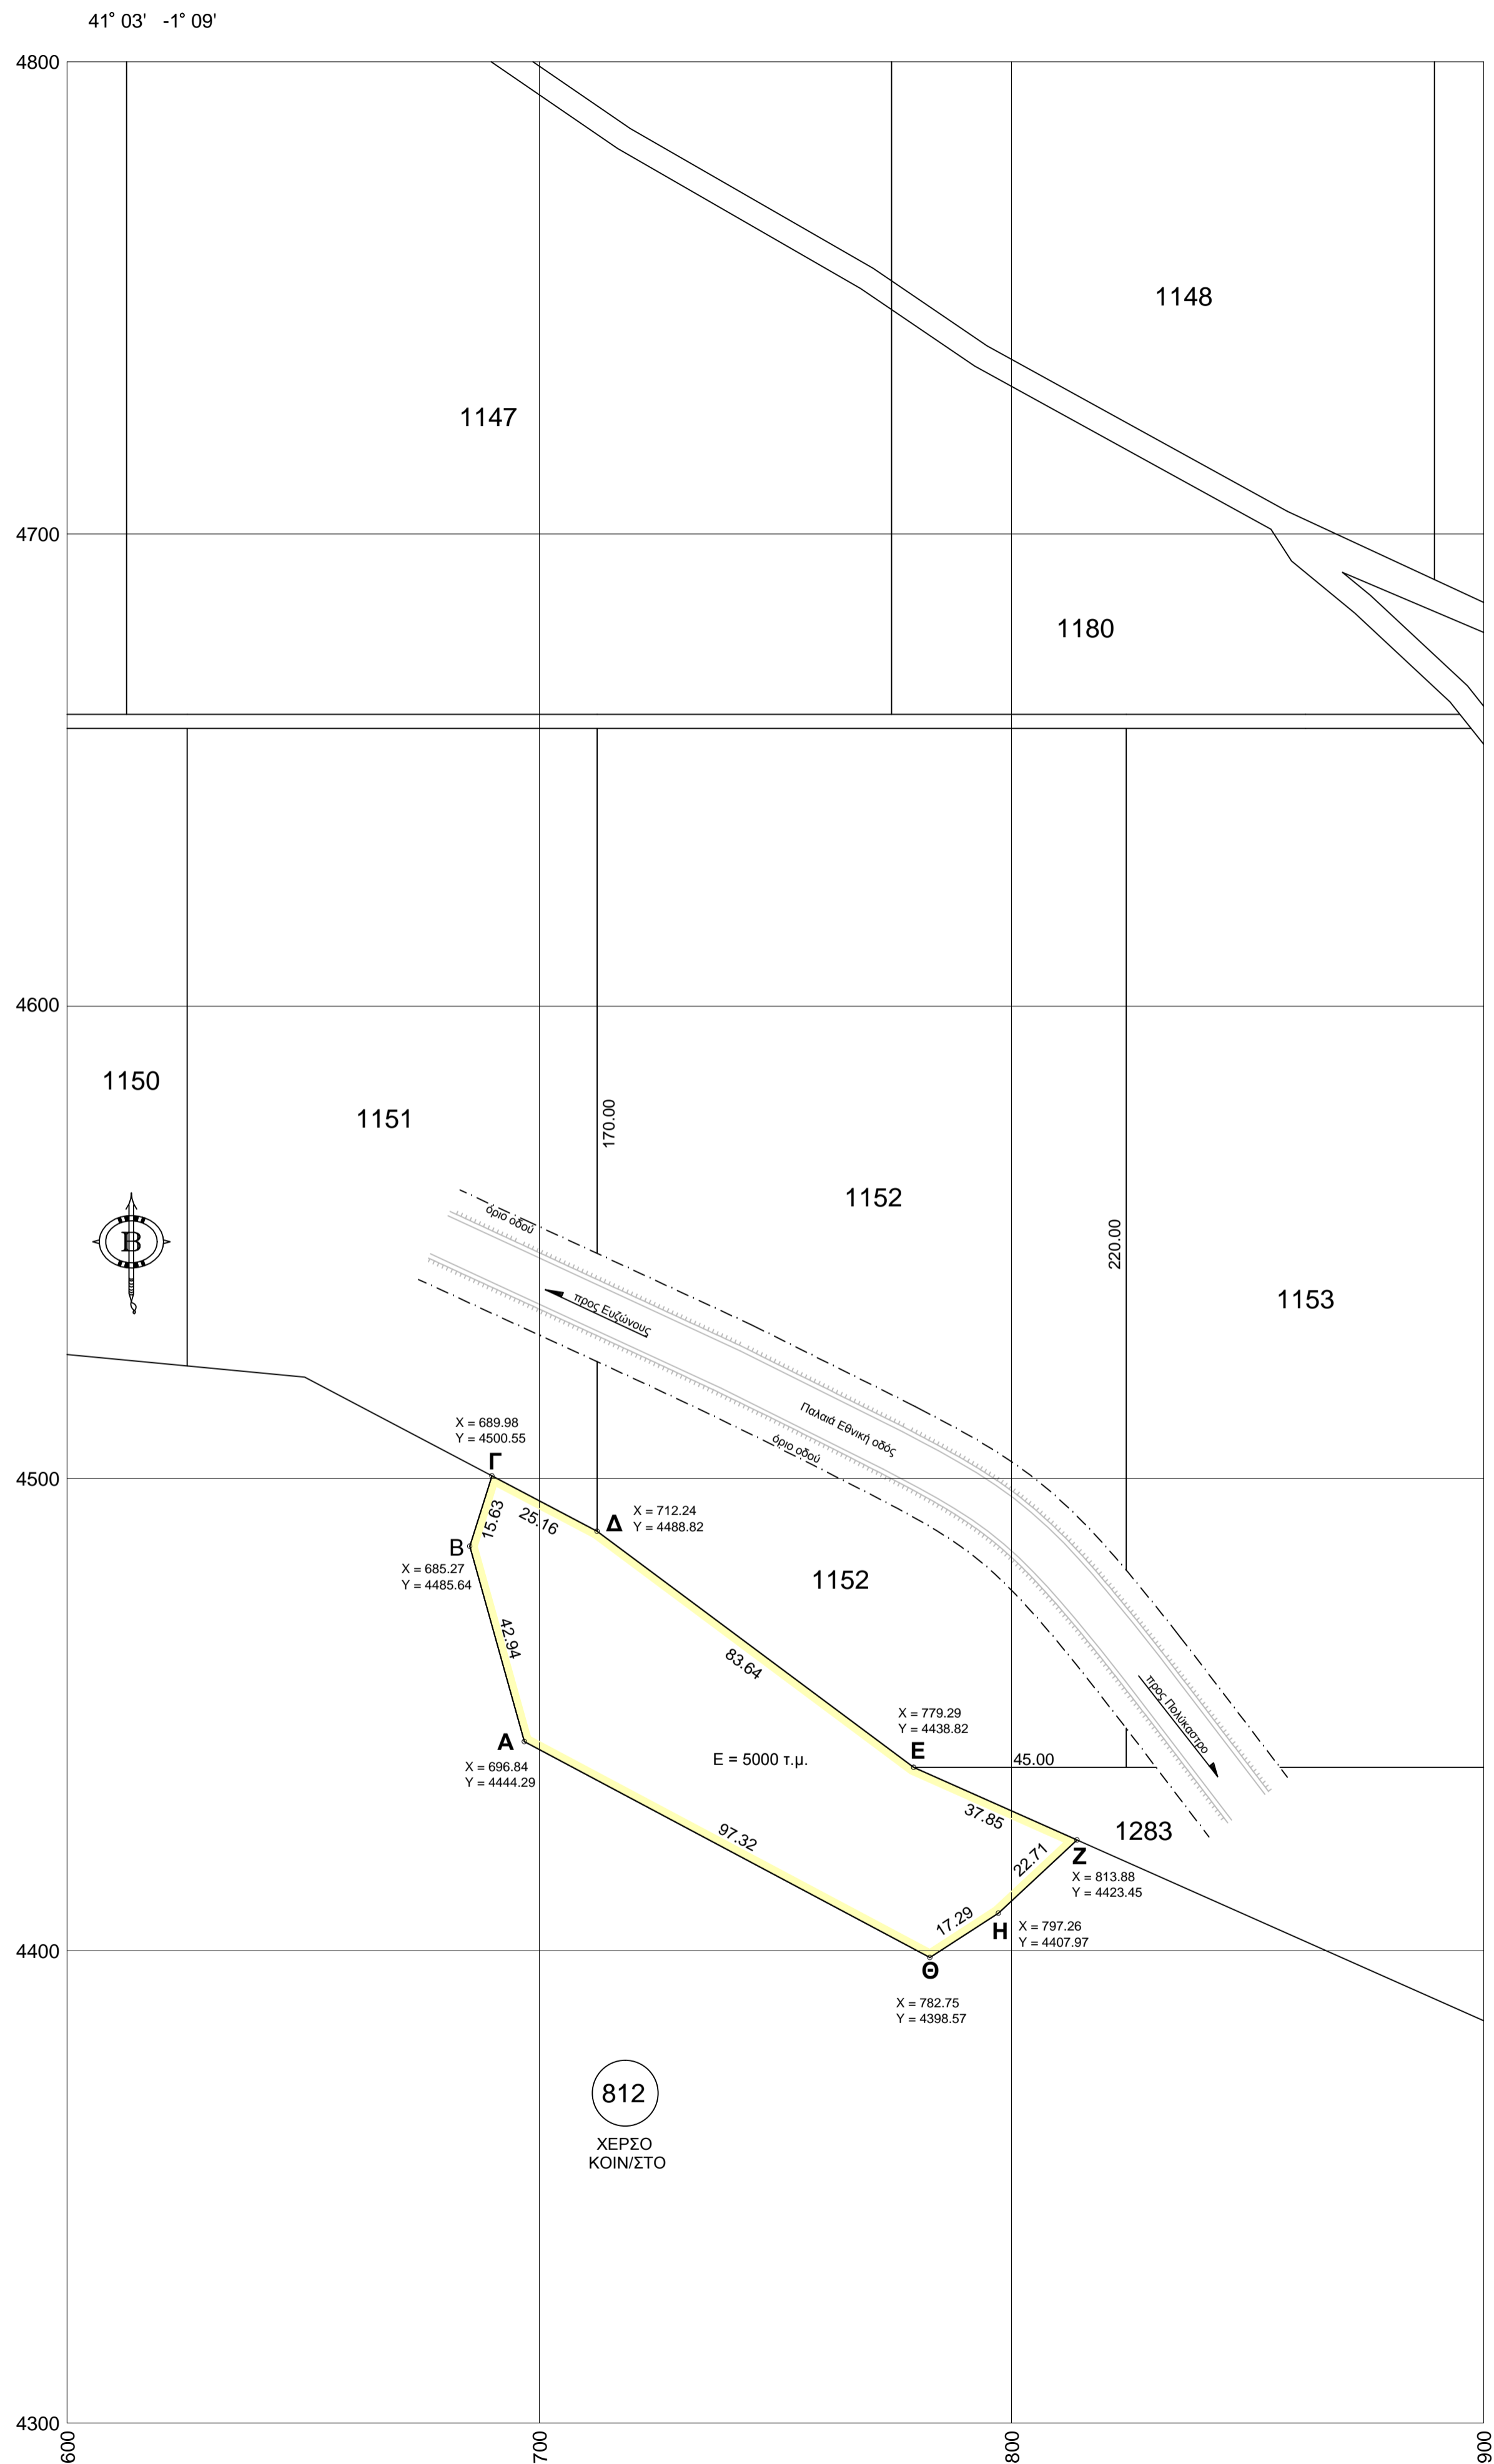 41° 03'   -1° 09'
4800
1148
1147
4700
1180
4600
1150
1151
170.00
1152
όριο οδού
220.00
Β
προς Ευζώνους
1153
Παλαιά Εθνική οδός
όριο οδού
X = 689.98
Y = 4500.55
Γ
4500
15.63
25.16
Δ
X = 712.24
Y = 4488.82
Β
X = 685.27
Y = 4485.64
1152
42.94
83.64
προς Πολύκαστρο
X = 779.29
Y = 4438.82
Α
Ε
Ε = 5000 τ.μ.
45.00
X = 696.84
Y = 4444.29
37.85
1283
97.32
22.71
Ζ
X = 813.88
Y = 4423.45
17.29
Η
X = 797.26
Y = 4407.97
4400
Θ
X = 782.75
Y = 4398.57
812
ΧΕΡΣΟ
ΚΟΙΝ/ΣΤΟ
4300
600
700
800
900